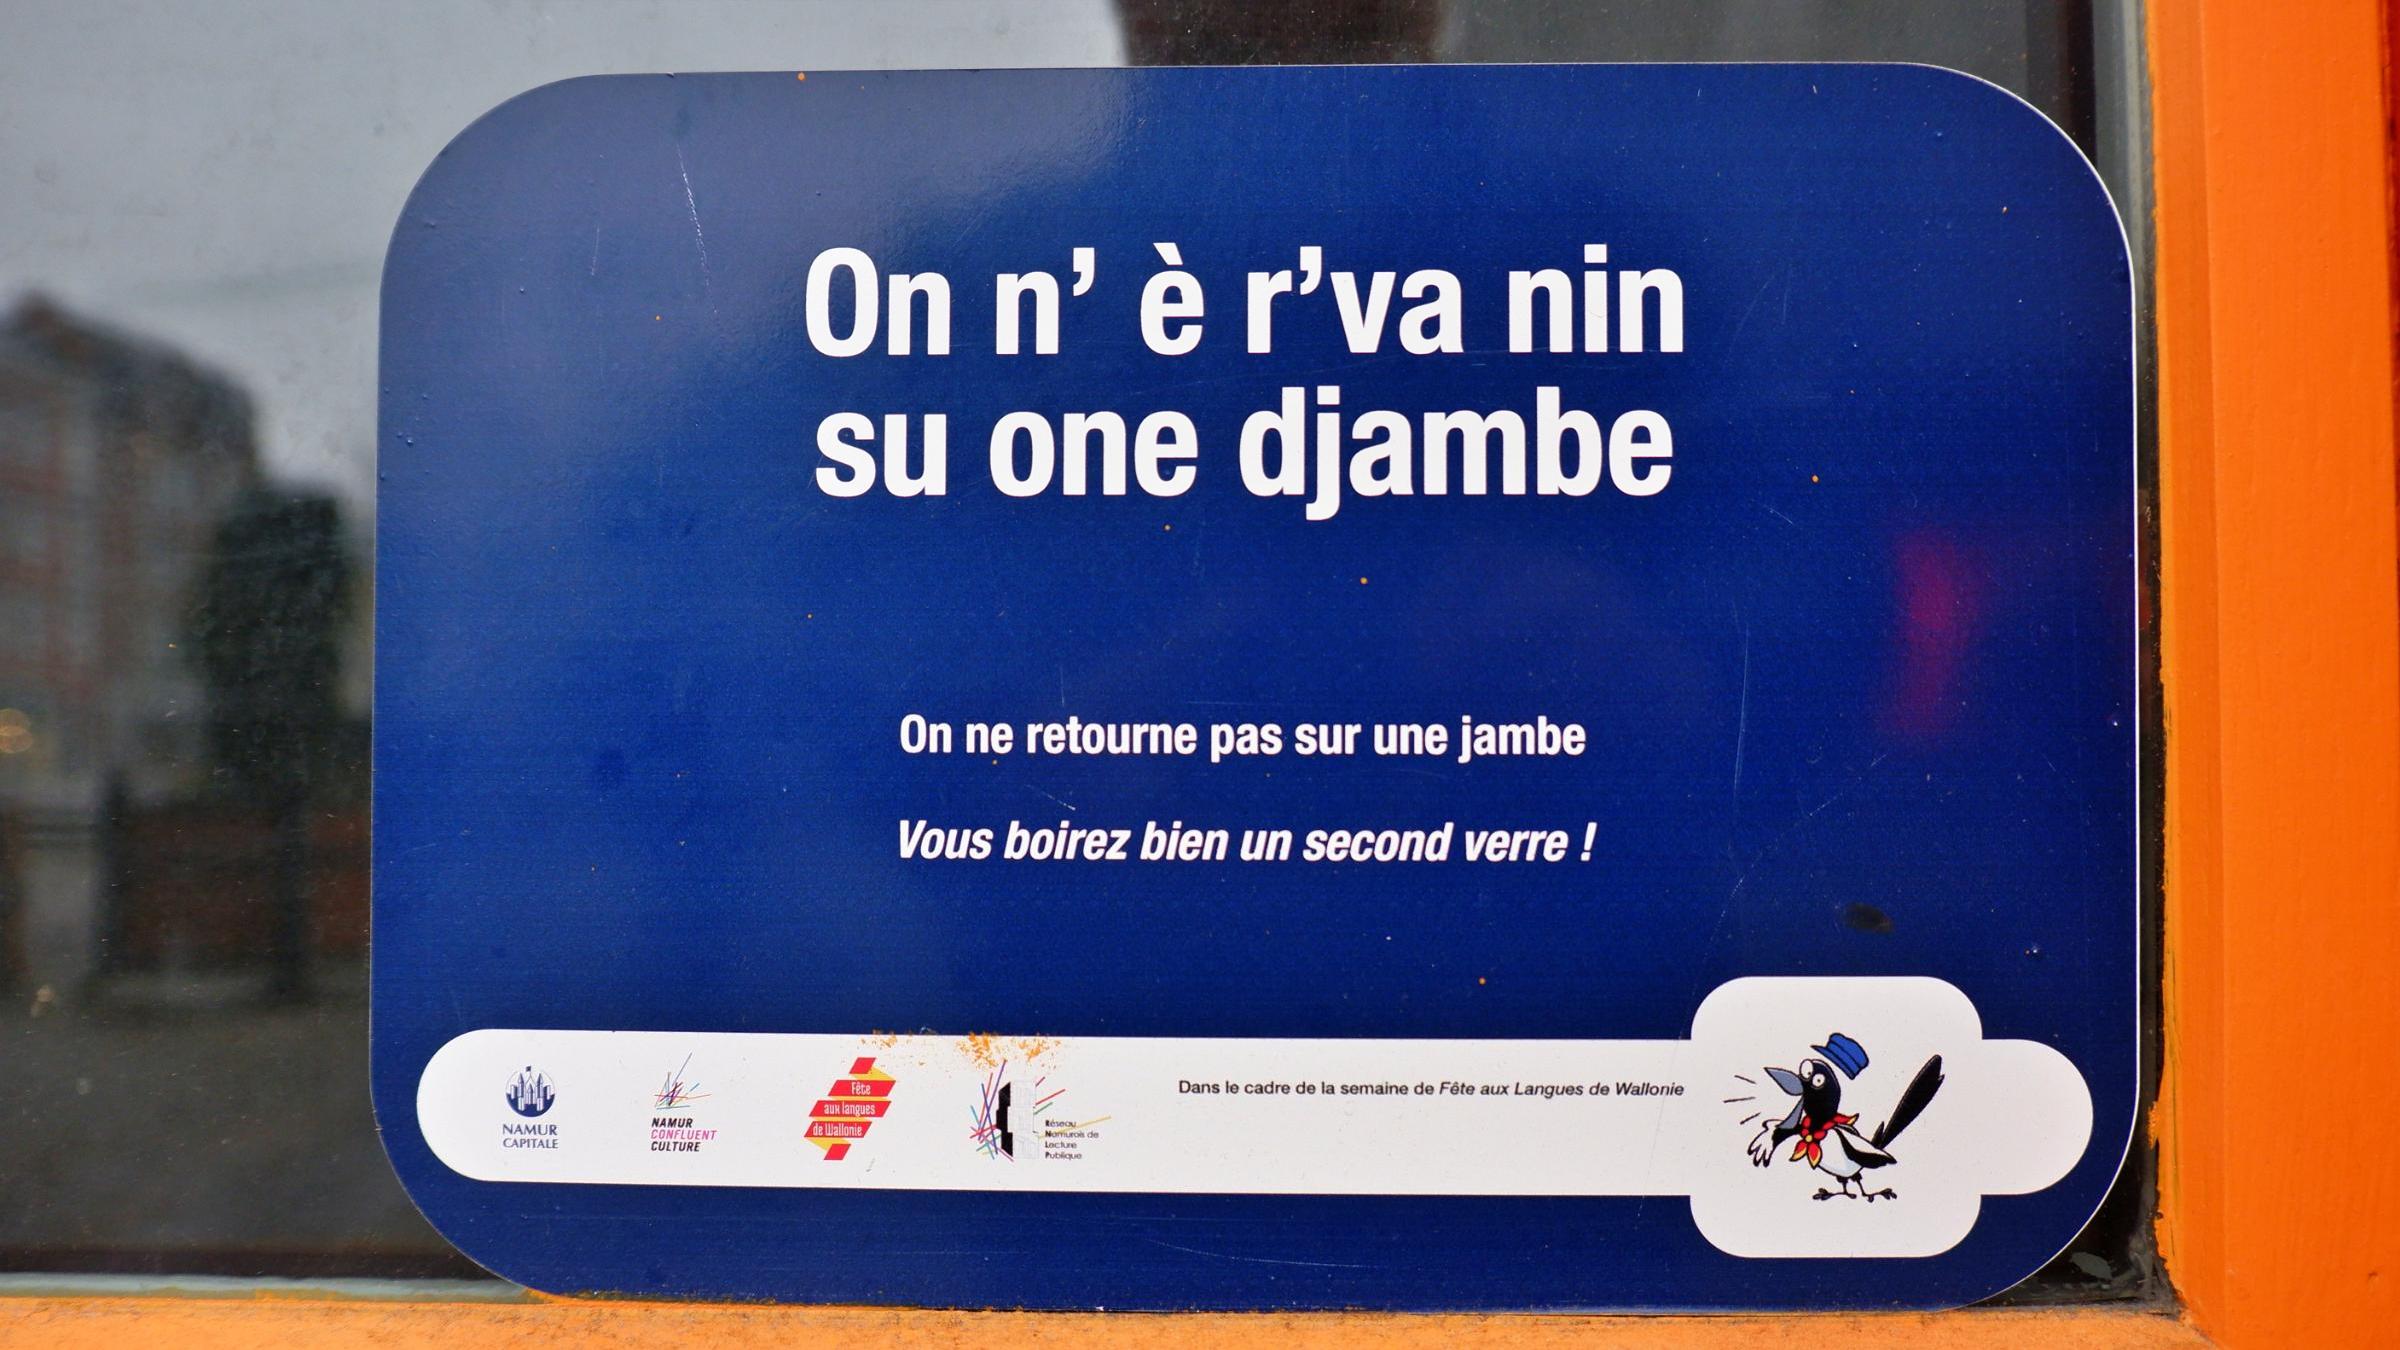 On n' è r'va nin
su one djambe
On ne retourne pas sur une jambe
Vous boirez bien un second verre !
NAMUR
CAPITALE
NAMUR
CONFLUENT
CULTURE
Fête
aux langues
de Wallonie
Réseau
Namurois de
Lecture
Publique
Dans le cadre de la semaine de Fête aux Langues de Wallonie